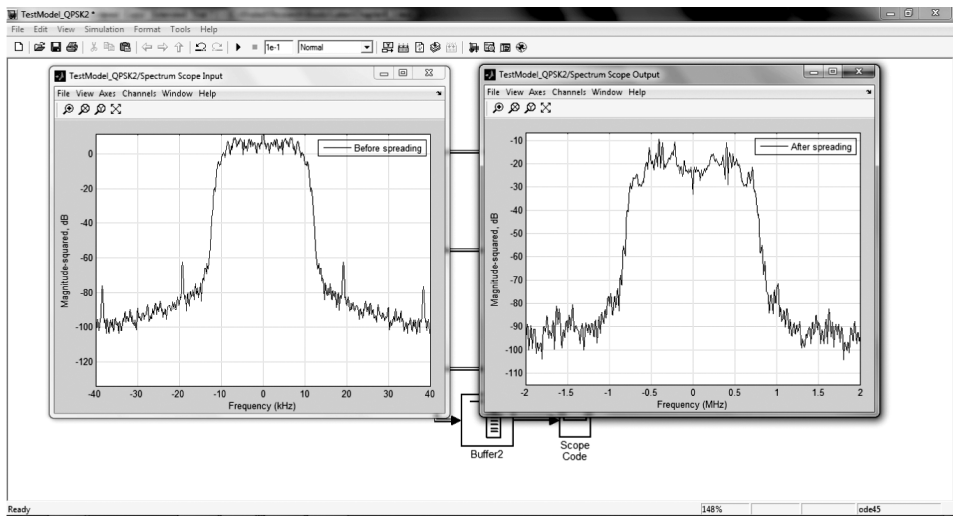 TestModel_QPSK2 *
File Edit View Simulation Format Tools Help
1e-1 Normal
TestModel_QPSK2/Spectrum Scope Input
File View Axes Channels Window Help
Before spreading
0
-20
-40
-60
-80
-100
-120
Magnitude-squared, dB
-40 -30 -20 -10 0 10 20 30 40
Frequency (kHz)
TestModel_QPSK2/Spectrum Scope Output
File View Axes Channels Window Help
After spreading
-10
-20
-30
-40
-50
-60
-70
-80
-90
-100
-110
Magnitude-squared, dB
-2 -1.5 -1 -0.5 0 0.5 1 1.5 2
Frequency (MHz)
Buffer2
Scope
Code
Ready 148% ode45